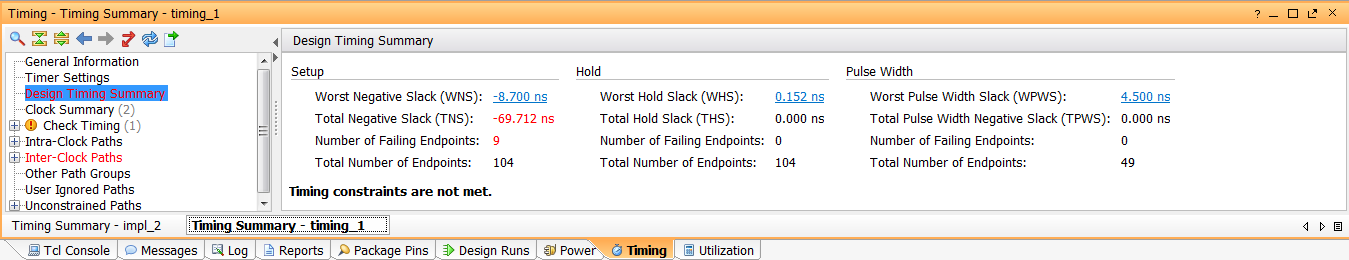 Timing - Timing Summary - timing_1
?
Design Timing Summary
General Information
Timer Settings
Design Timing Summary
Clock Summary (2)
Check Timing (1)
Intra-Clock Paths
Inter-Clock Paths
Other Path Groups
User Ignored Paths
Unconstrained Paths
Setup
Worst Negative Slack (WNS): -8.700 ns
Total Negative Slack (TNS): -69.712 ns
Number of Failing Endpoints: 9
Total Number of Endpoints: 104
Hold
Worst Hold Slack (WHS): 0.152 ns
Total Hold Slack (THS): 0.000 ns
Number of Failing Endpoints: 0
Total Number of Endpoints: 104
Pulse Width
Worst Pulse Width Slack (WPWS): 4.500 ns
Total Pulse Width Negative Slack (TPWS): 0.000 ns
Number of Failing Endpoints: 0
Total Number of Endpoints: 49
Timing constraints are not met.
Timing Summary - impl_2 Timing Summary - timing_1
Tcl Console Messages Log Reports Package Pins Design Runs Power Timing Utilization